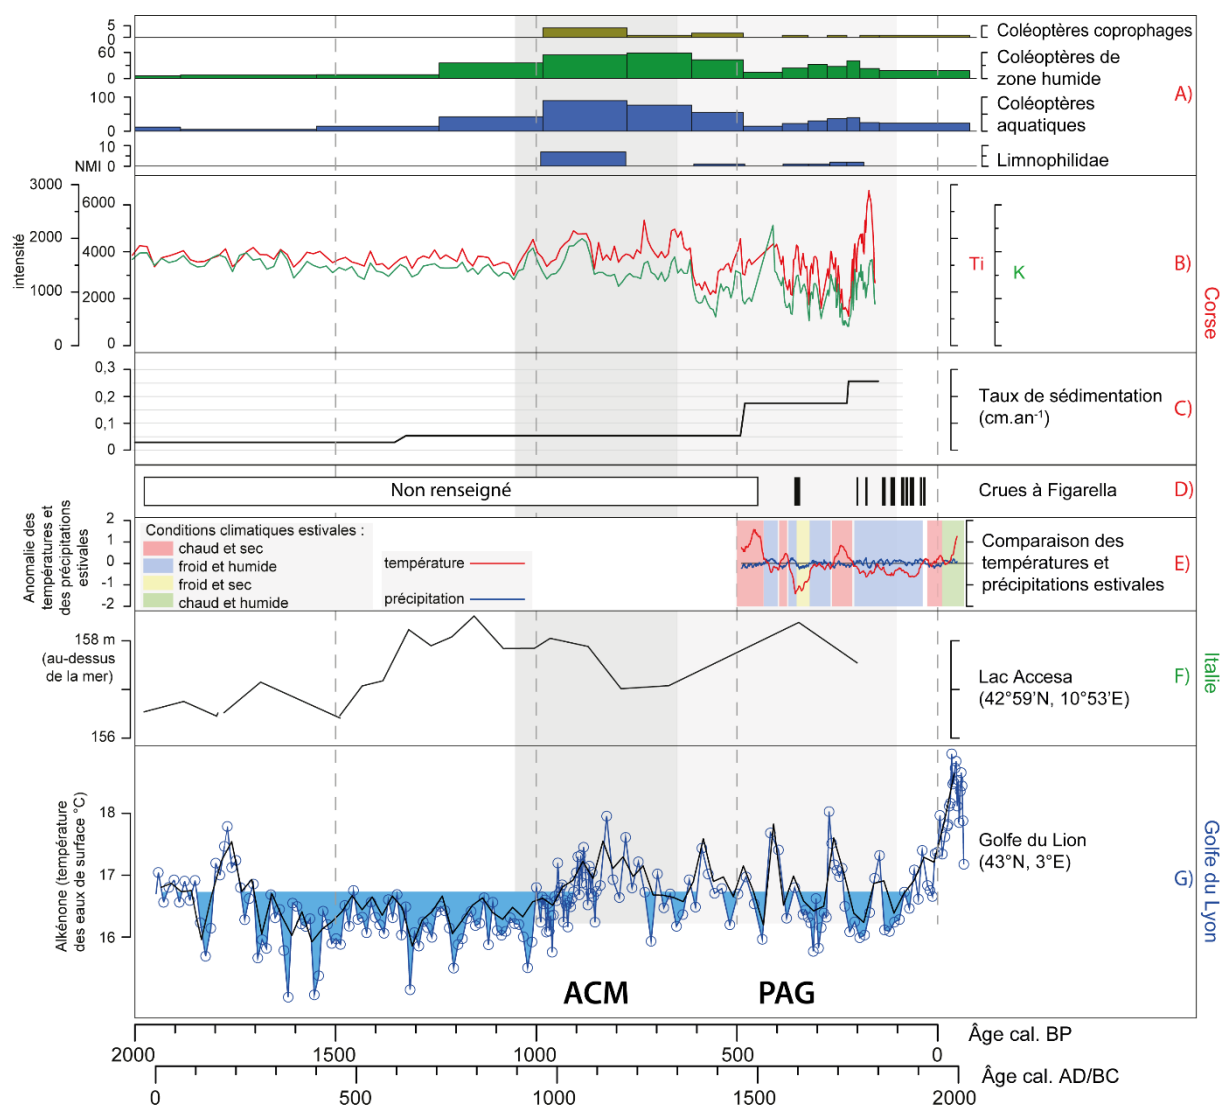 5
0
Coléoptères coprophages
60
0
Coléoptères de
zone humide
A)
100
0
Coléoptères
aquatiques
10
NMI 0
Limnophilidae
3000
2000
1000
0
intensité
6000
4000
2000
0
Ti
K
B)
Corse
0,3
0,2
0,1
0
Taux de sédimentation
(cm.an-1)
C)
Non renseigné
Crues à Figarella
D)
Anomalie des
températures et
des précipitations
estivales
2
1
0
-1
-2
Conditions climatiques estivales :
chaud et sec
froid et humide
froid et sec
chaud et humide
température
précipitation
Comparaison des
températures et
précipitations estivales
E)
158 m
(au-dessus
de la mer)
156
Lac Accesa
(42°59'N, 10°53'E)
F)
Italie
Alkénone (température
des eaux de surface °C)
18
17
16
Golfe du Lion
(43°N, 3°E)
G)
Golfe du Lyon
ACM
PAG
2000 1500 1000 500 0
Âge cal. BP
0 500 1000 1500 2000
Âge cal. AD/BC